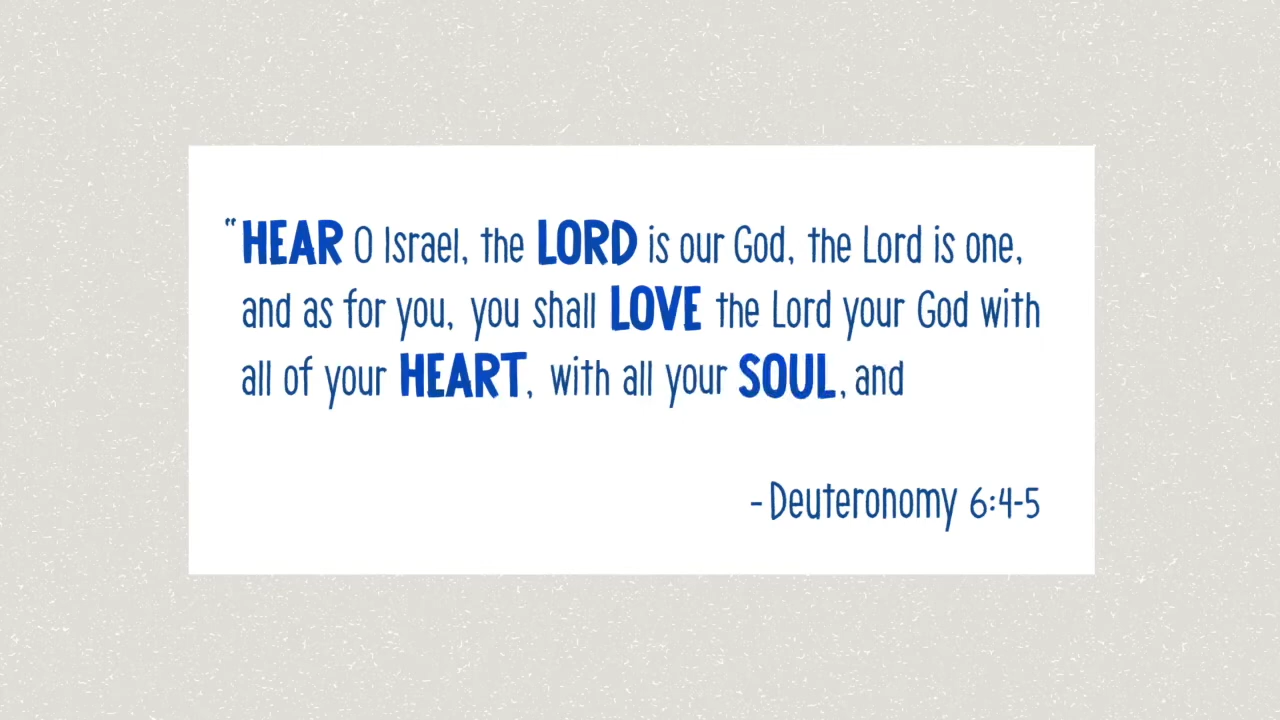 “HEAR O Israel, the LORD is our God, the Lord is one,
and as for you, you shall LOVE the Lord your God with
all of your HEART, with all your SOUL, and
-Deuteronomy 6:4-5